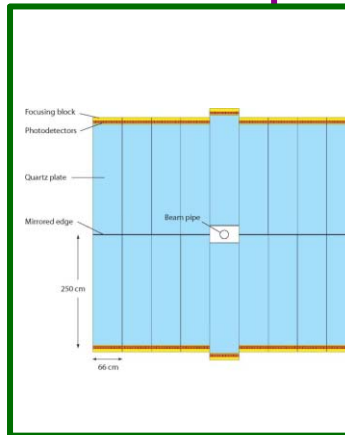 Focusing block
Photodetectors
Quartz plate
Mirrored edge
Beam pipe
250 cm
66 cm